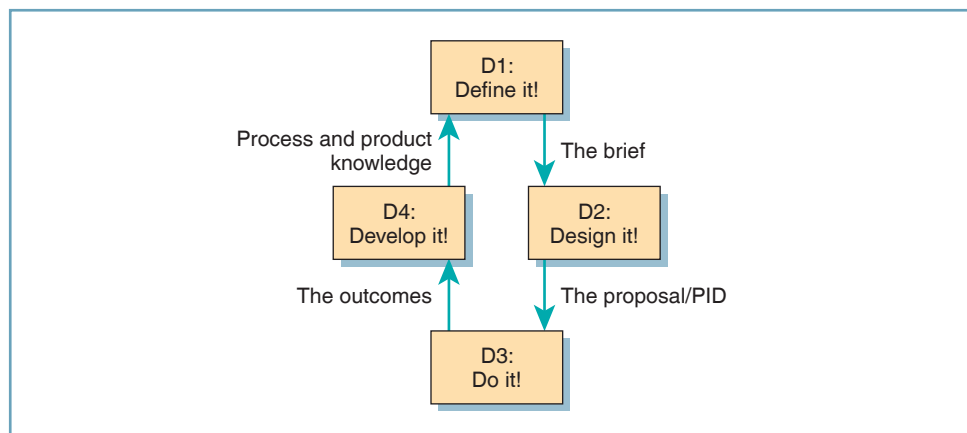 D1:
Define it!
Process and product
knowledge
The brief
D4:
Develop it!
D2:
Design it!
The outcomes
The proposal/PID
D3:
Do it!